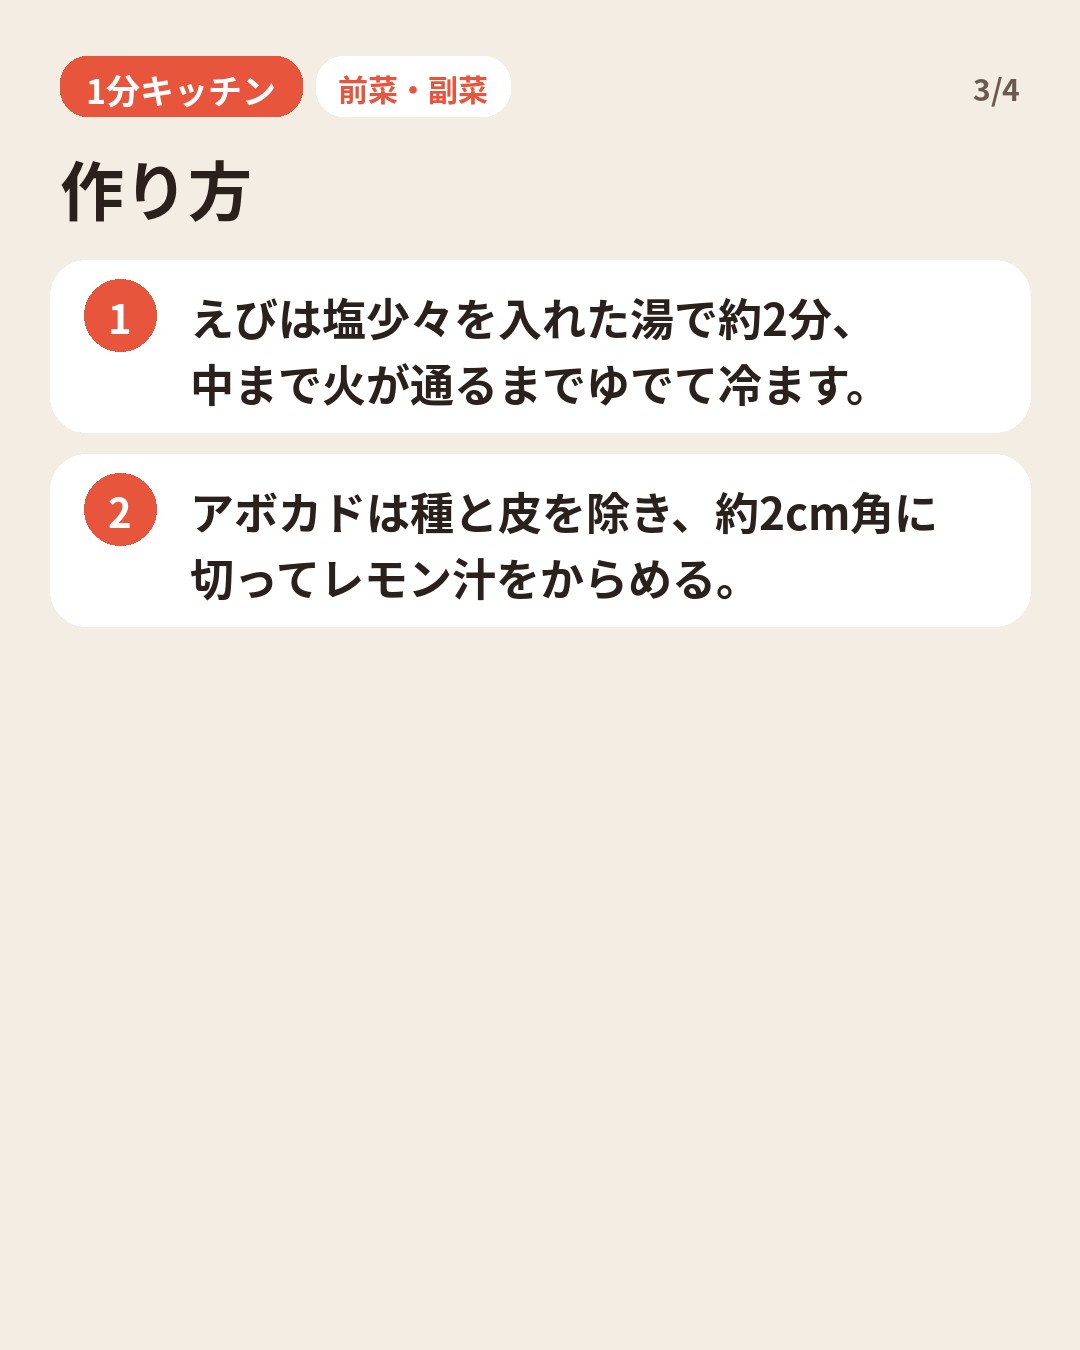 1分キッチン
前菜・副菜
3/4
作り方
1
えびは塩少々を入れた湯で約2分、
中まで火が通るまでゆでて冷ます。
2
アボカドは種と皮を除き、約2cm角に
切ってレモン汁をからめる。